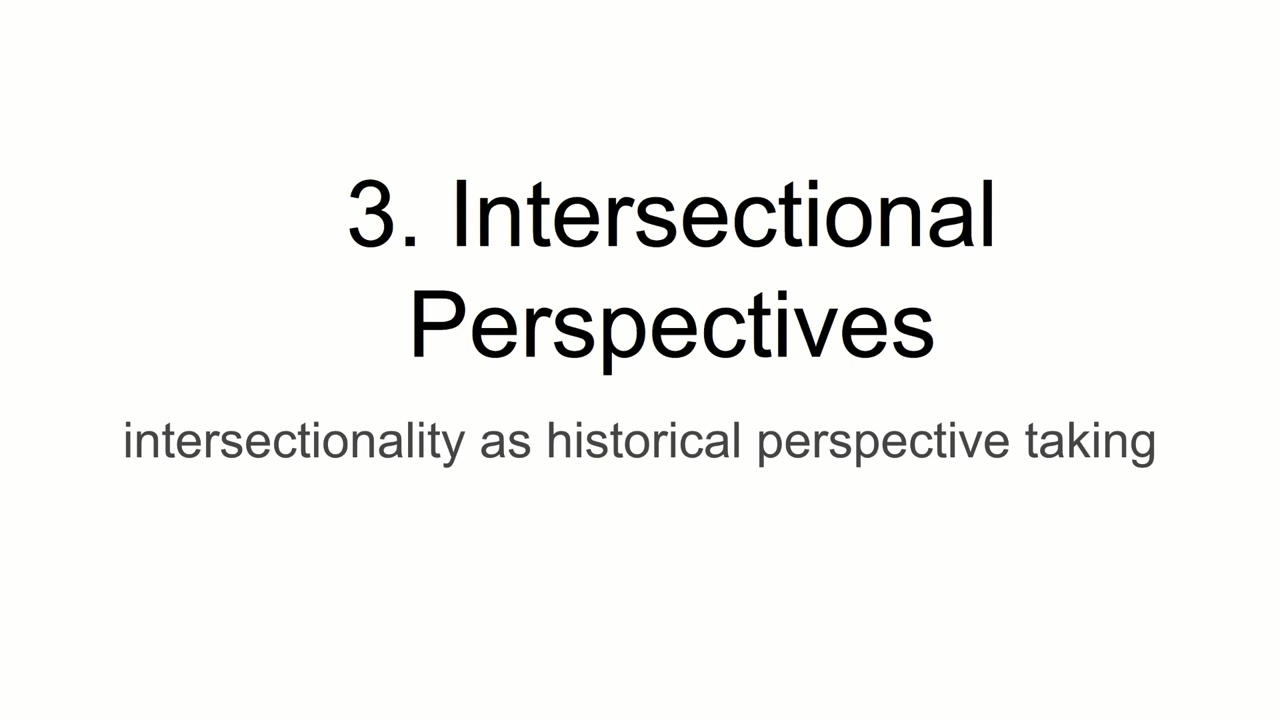 3. Intersectional
Perspectives
intersectionality as historical perspective taking